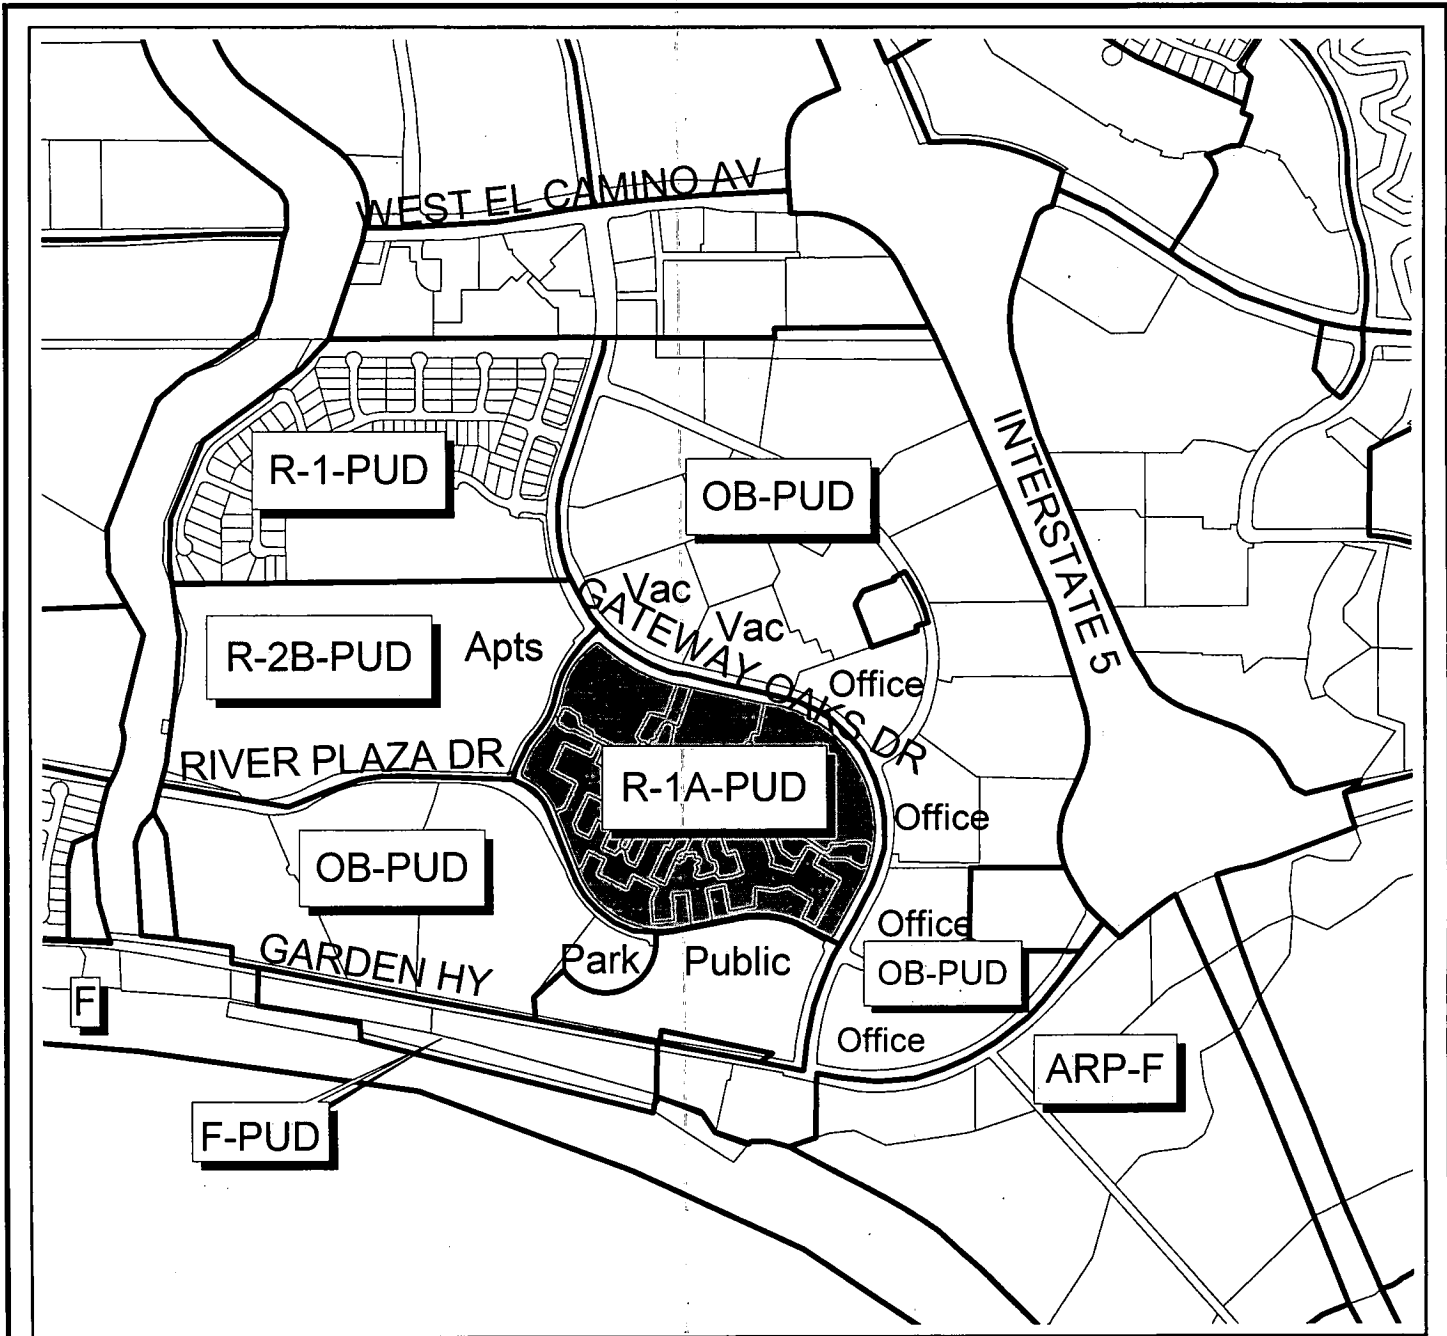 WEST EL CAMINO AV
INTERSTATE 5
R-1-PUD
OB-PUD
Vac
GATEWAY OAKS DR
Vac
R-2B-PUD
Apts
Office
RIVER PLAZA DR
R-1A-PUD
Office
OB-PUD
Office
GARDEN HY
Park
Public
OB-PUD
F
Office
ARP-F
F-PUD